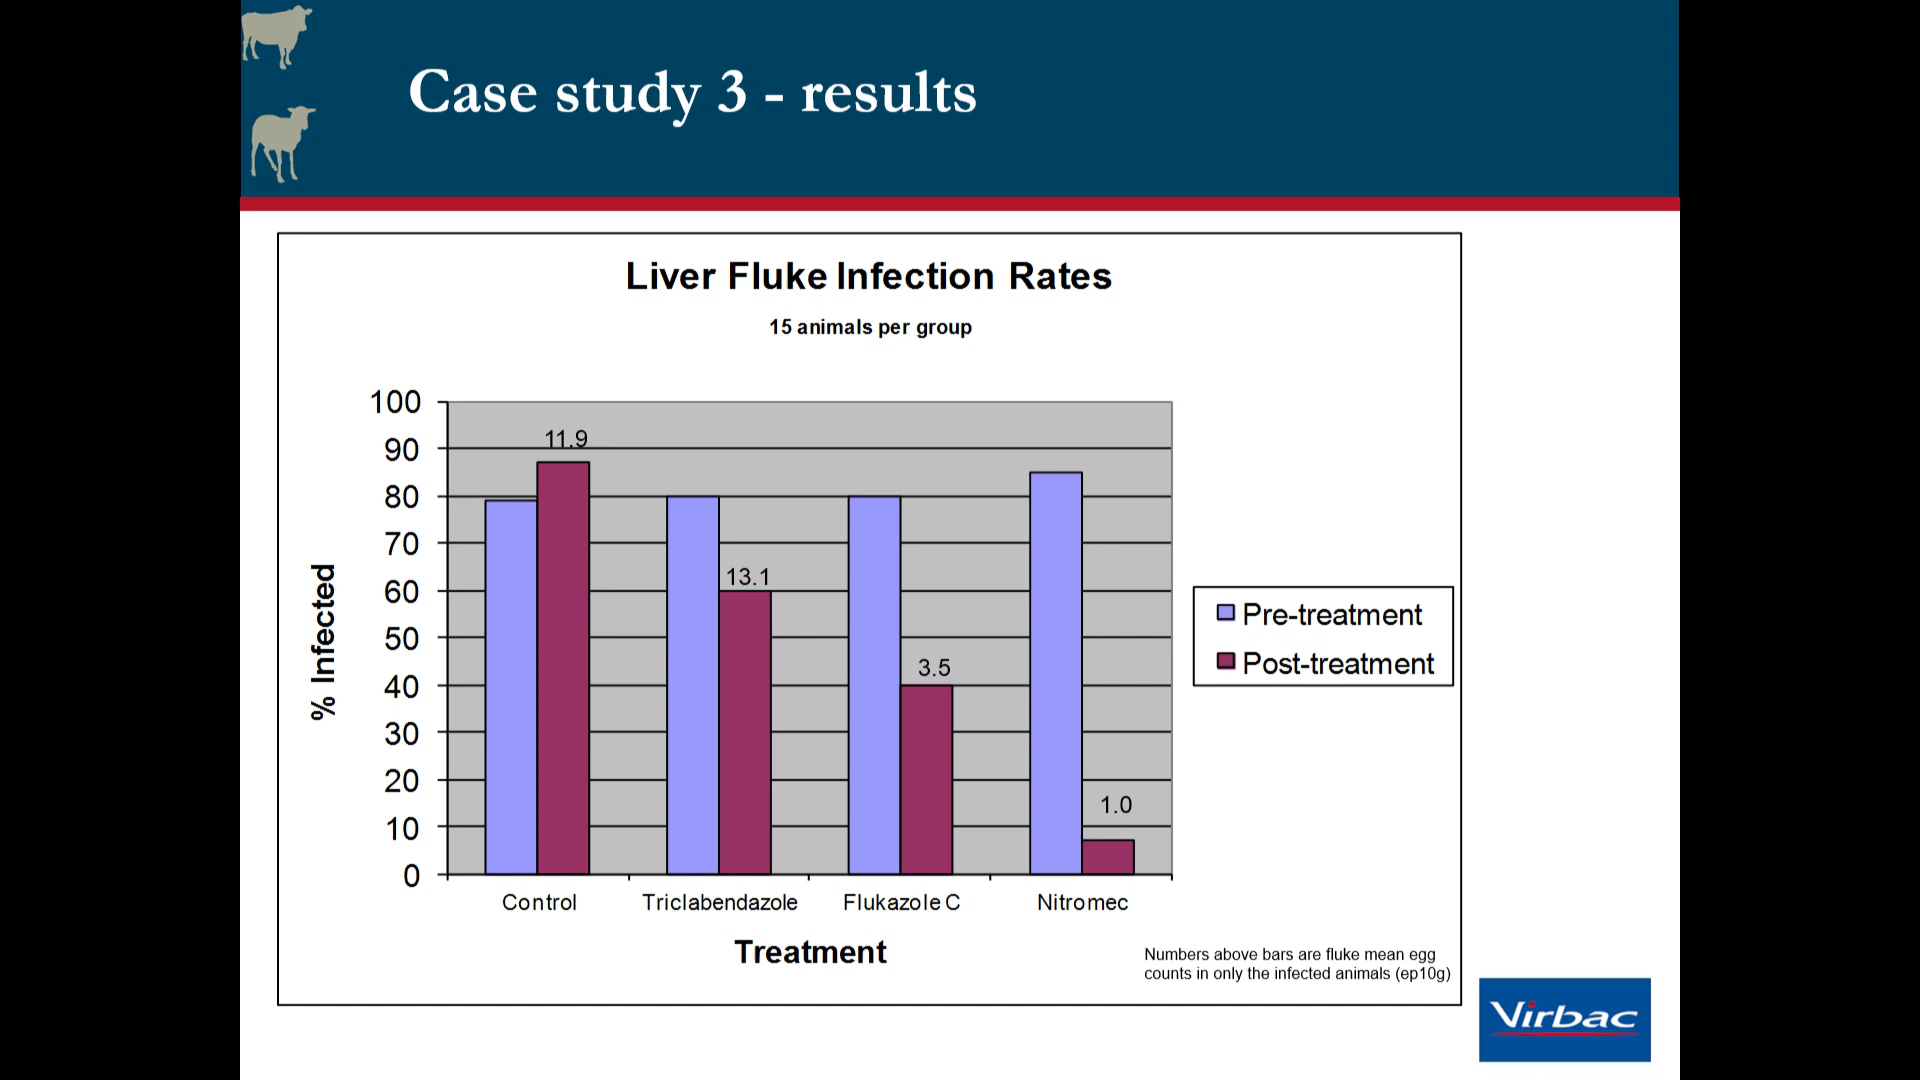 Case study 3 - results
Liver Fluke Infection Rates
15 animals per group
100
90
80
70
60
50
40
30
20
10
0
% Infected
11.9
13.1
3.5
1.0
Control
Triclabendazole
Flukazole C
Nitromec
Treatment
Pre-treatment
Post-treatment
Numbers above bars are fluke mean egg
counts in only the infected animals (ep10g)
Virbac